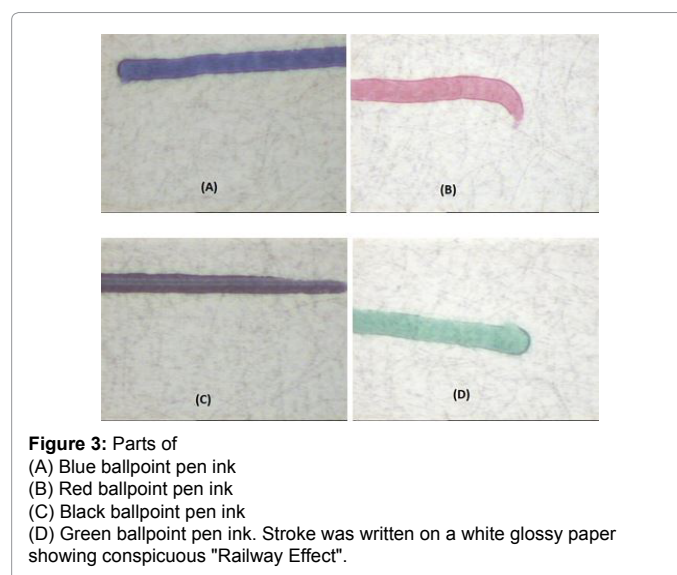 (A)
(B)
(C)
(D)
Figure 3: Parts of
(A) Blue ballpoint pen ink
(B) Red ballpoint pen ink
(C) Black ballpoint pen ink
(D) Green ballpoint pen ink. Stroke was written on a white glossy paper
showing conspicuous "Railway Effect".